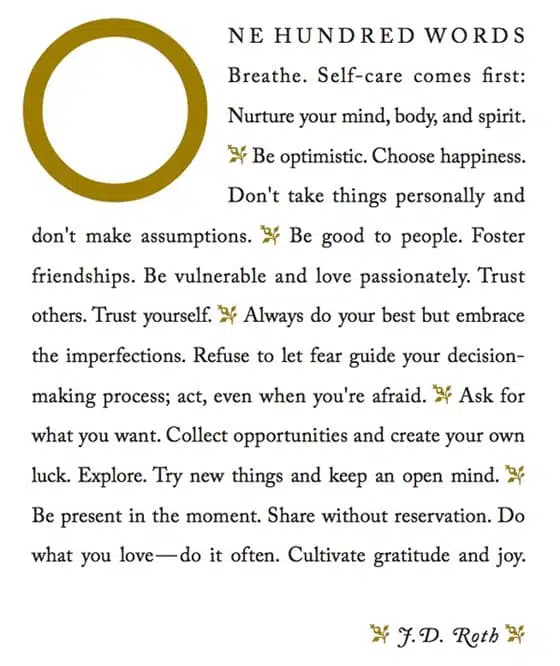 ONE HUNDRED WORDS
Breathe. Self-care comes first:
Nurture your mind, body, and spirit.
Be optimistic. Choose happiness.
Don't take things personally and
don't make assumptions. Be good to people. Foster
friendships. Be vulnerable and love passionately. Trust
others. Trust yourself. Always do your best but embrace
the imperfections. Refuse to let fear guide your decision-
making process; act, even when you're afraid. Ask for
what you want. Collect opportunities and create your own
luck. Explore. Try new things and keep an open mind.
Be present in the moment. Share without reservation. Do
what you love—do it often. Cultivate gratitude and joy.
J.D. Roth